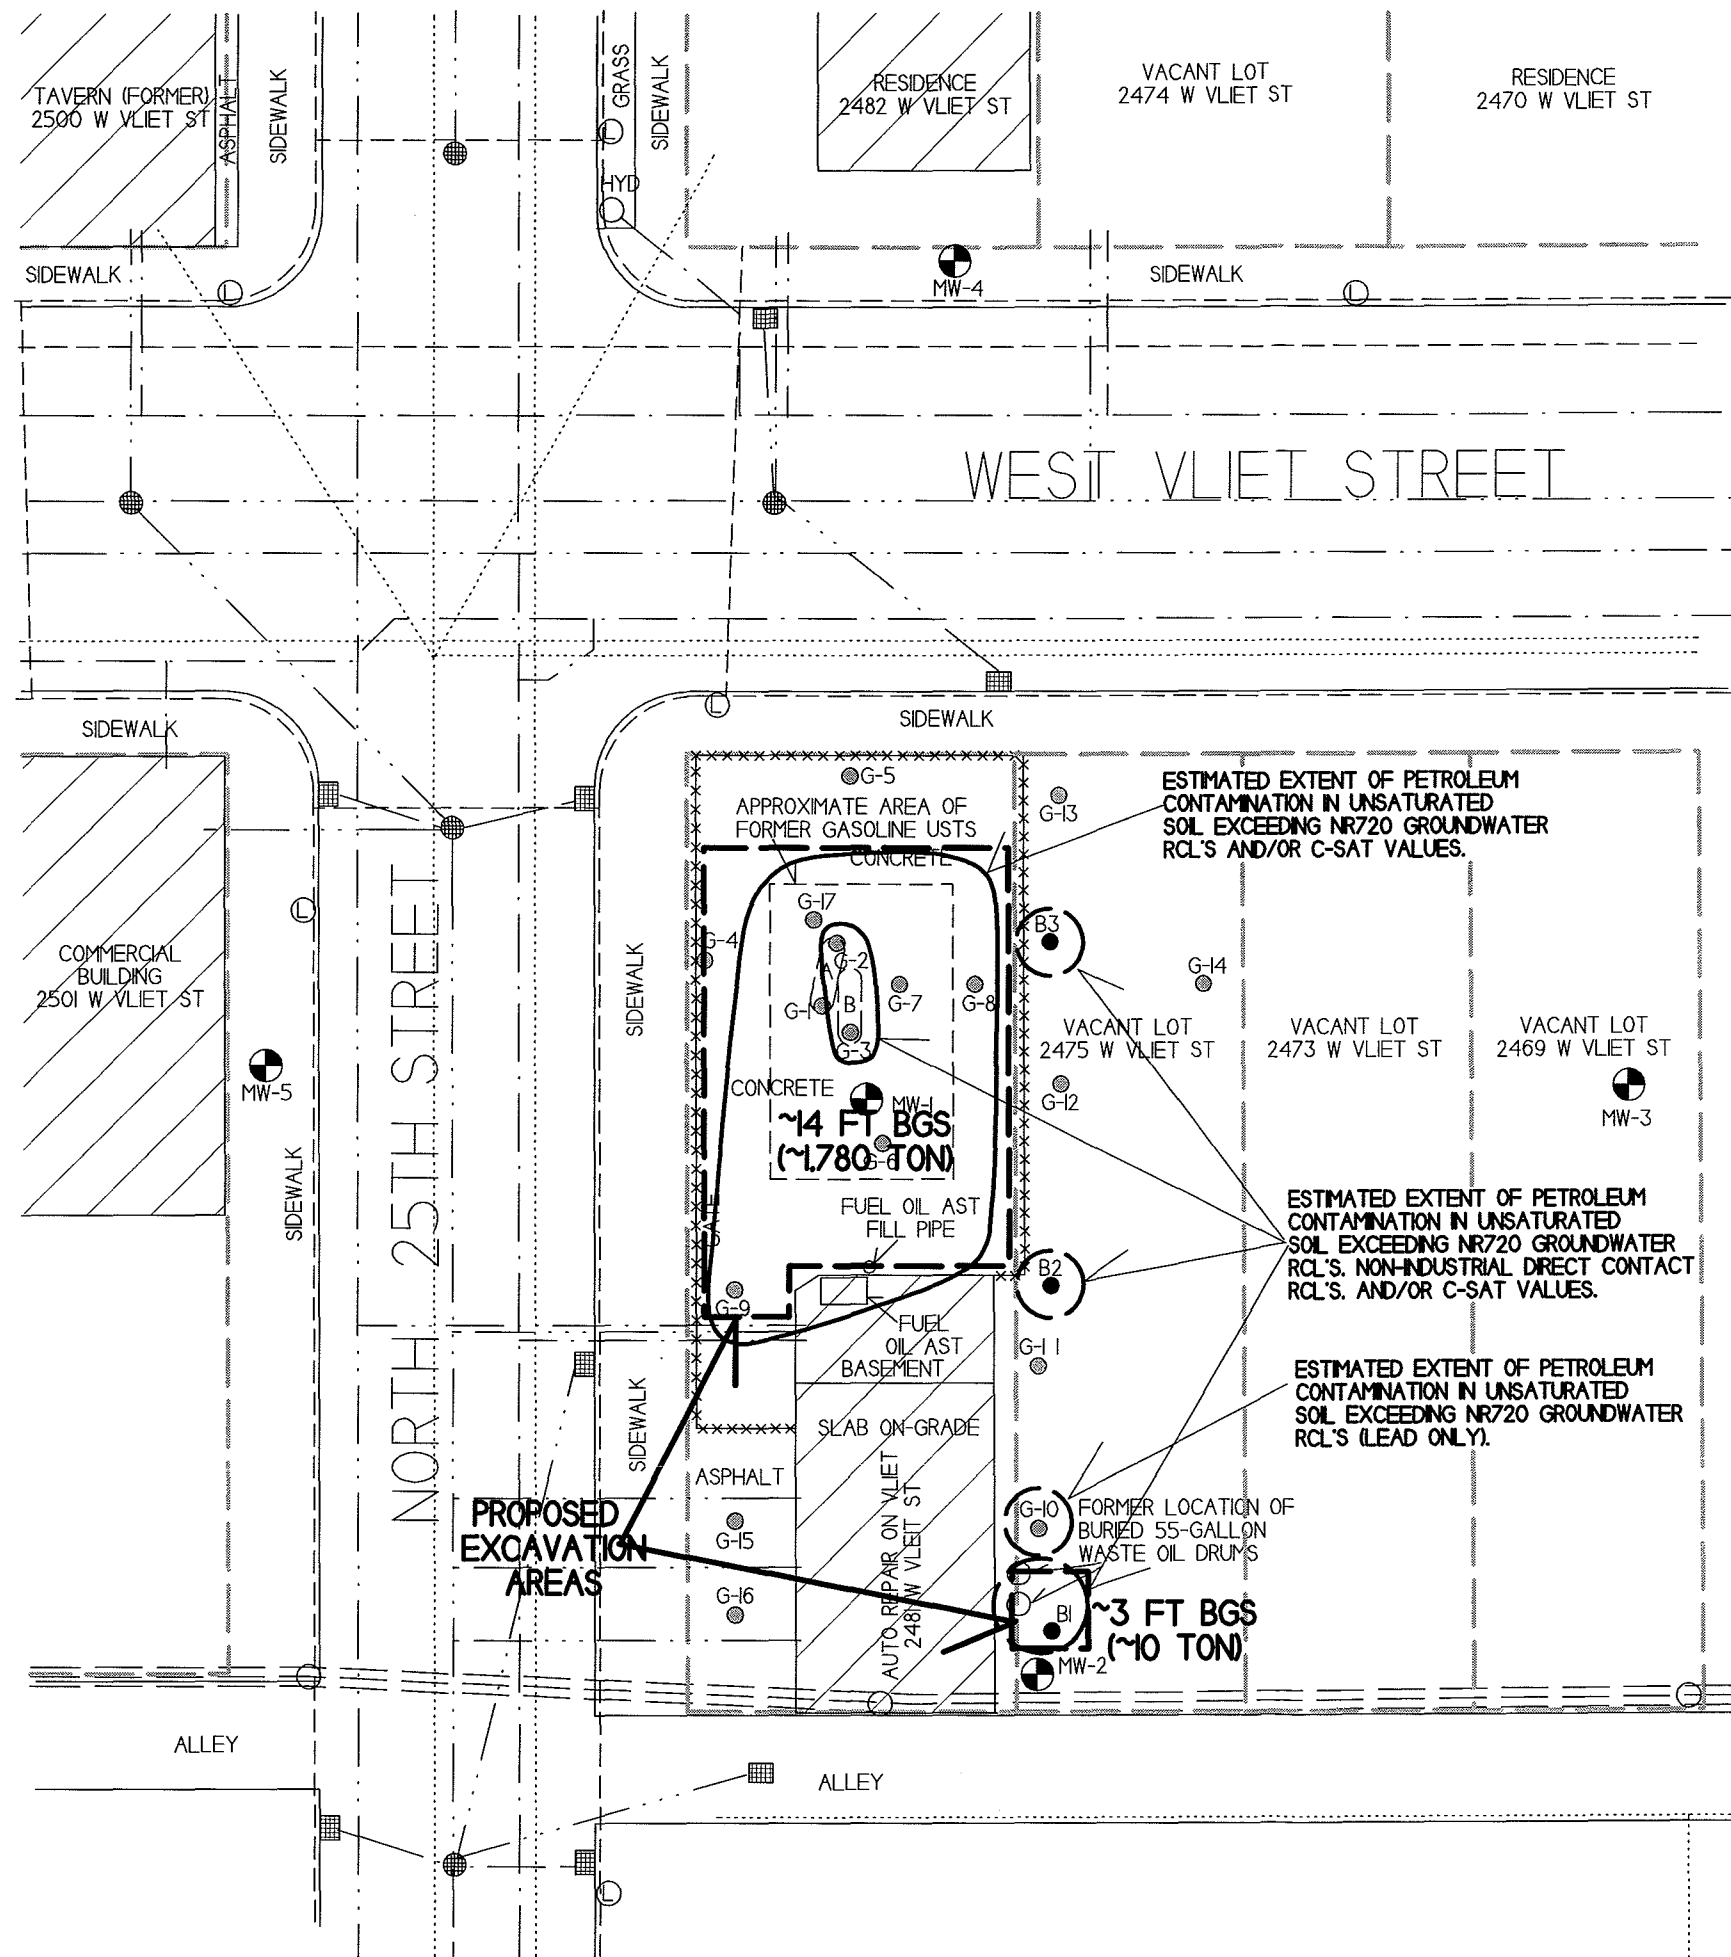 TAVERN (FORMER)
2500 W VLIET ST
ASPHALT
SIDEWALK
GRASS
SIDEWALK
HYD
L
RESIDENCE
2482 W VLIET ST
VACANT LOT
2474 W VLIET ST
RESIDENCE
2470 W VLIET ST
SIDEWALK
L
MW-4
SIDEWALK
L
WEST VLIET STREET
SIDEWALK
L
SIDEWALK
G-5
APPROXIMATE AREA OF
FORMER GASOLINE USTS
CONCRETE
G-13
ESTIMATED EXTENT OF PETROLEUM
CONTAMINATION IN UNSATURATED
SOIL EXCEEDING NR720 GROUNDWATER
RCL'S AND/OR C-SAT VALUES.
COMMERCIAL
BUILDING
2501 W VLIET ST
L
NORTH 25TH STREET
SIDEWALK
G-17
G-4
G-2
A
G-1
B
G-3
G-7
G-8
B3
G-14
VACANT LOT
2475 W VLIET ST
VACANT LOT
2473 W VLIET ST
VACANT LOT
2469 W VLIET ST
MW-5
CONCRETE
MW-1
G-12
MW-3
~14 FT BGS
(~1,780 TON)
G-6
SIDEWALK
GATE
FUEL OIL AST
FILL PIPE
ESTIMATED EXTENT OF PETROLEUM
CONTAMINATION IN UNSATURATED
SOIL EXCEEDING NR720 GROUNDWATER
RCL'S, NON-INDUSTRIAL DIRECT CONTACT
RCL'S, AND/OR C-SAT VALUES.
B2
G-9
FUEL
OIL AST
BASEMENT
G-11
ESTIMATED EXTENT OF PETROLEUM
CONTAMINATION IN UNSATURATED
SOIL EXCEEDING NR720 GROUNDWATER
RCL'S (LEAD ONLY).
SIDEWALK
SLAB ON-GRADE
ASPHALT
AUTO REPAIR ON VLIET
2481 W VLEIT ST
PROPOSED
EXCAVATION
AREAS
G-15
G-16
G-10
FORMER LOCATION OF
BURIED 55-GALLON
WASTE OIL DRUMS
B1
~3 FT BGS
(~10 TON)
MW-2
ALLEY
ALLEY
L